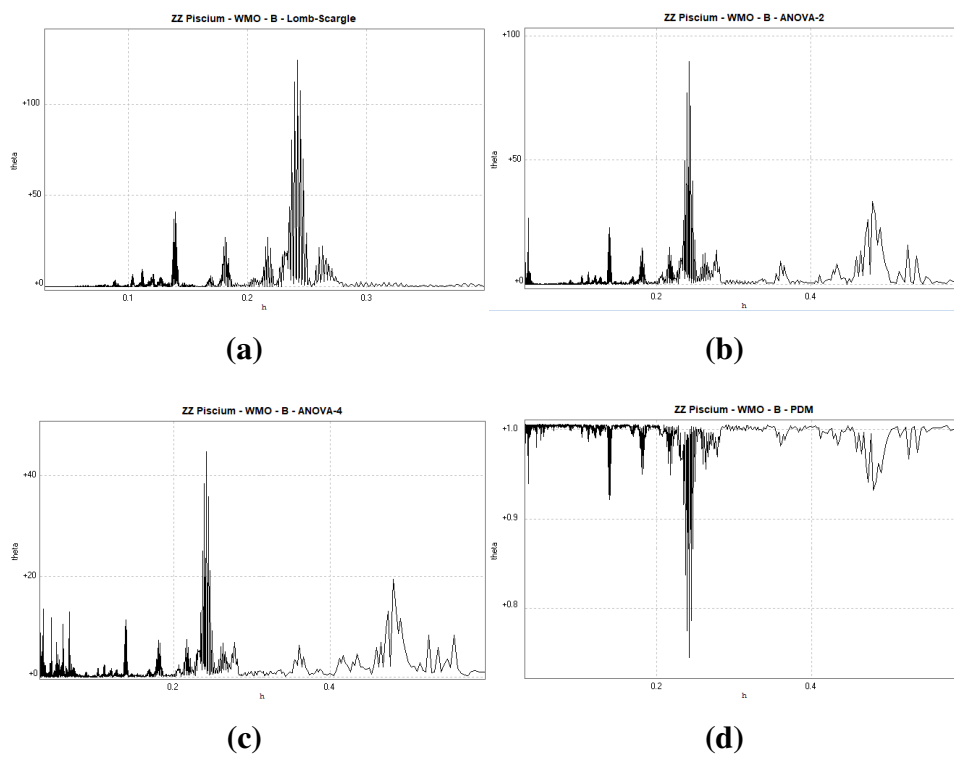 ZZ Piscium - WMO - B - Lomb-Scargle
+100
+50
+0
theta
0.1 0.2 0.3
h
(a)
ZZ Piscium - WMO - B - ANOVA-2
+100
+50
+0
theta
0.2 0.4
h
(b)
ZZ Piscium - WMO - B - ANOVA-4
+40
+20
+0
theta
0.2 0.4
h
(c)
ZZ Piscium - WMO - B - PDM
+1.0
+0.9
+0.8
theta
0.2 0.4
h
(d)